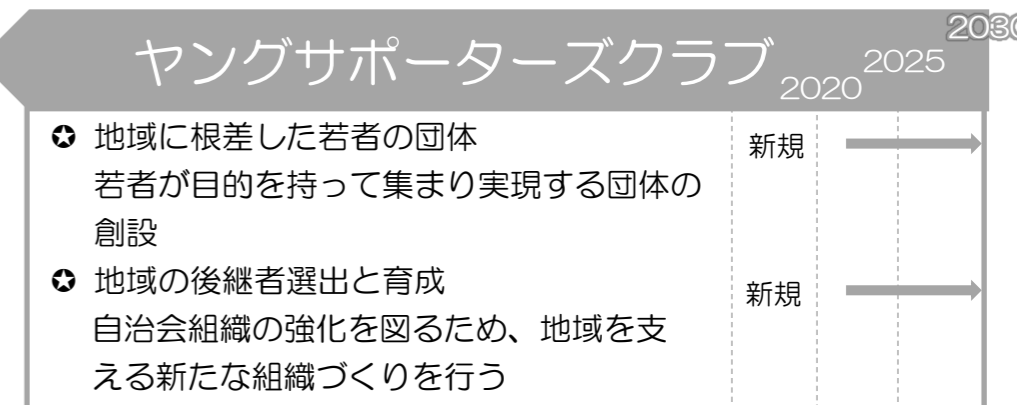 ヤングサポーターズクラブ
2020
2025
2030
✪ 地域に根差した若者の団体
新規
若者が目的を持って集まり実現する団体の
創設
✪ 地域の後継者選出と育成
新規
自治会組織の強化を図るため、地域を支
える新たな組織づくりを行う